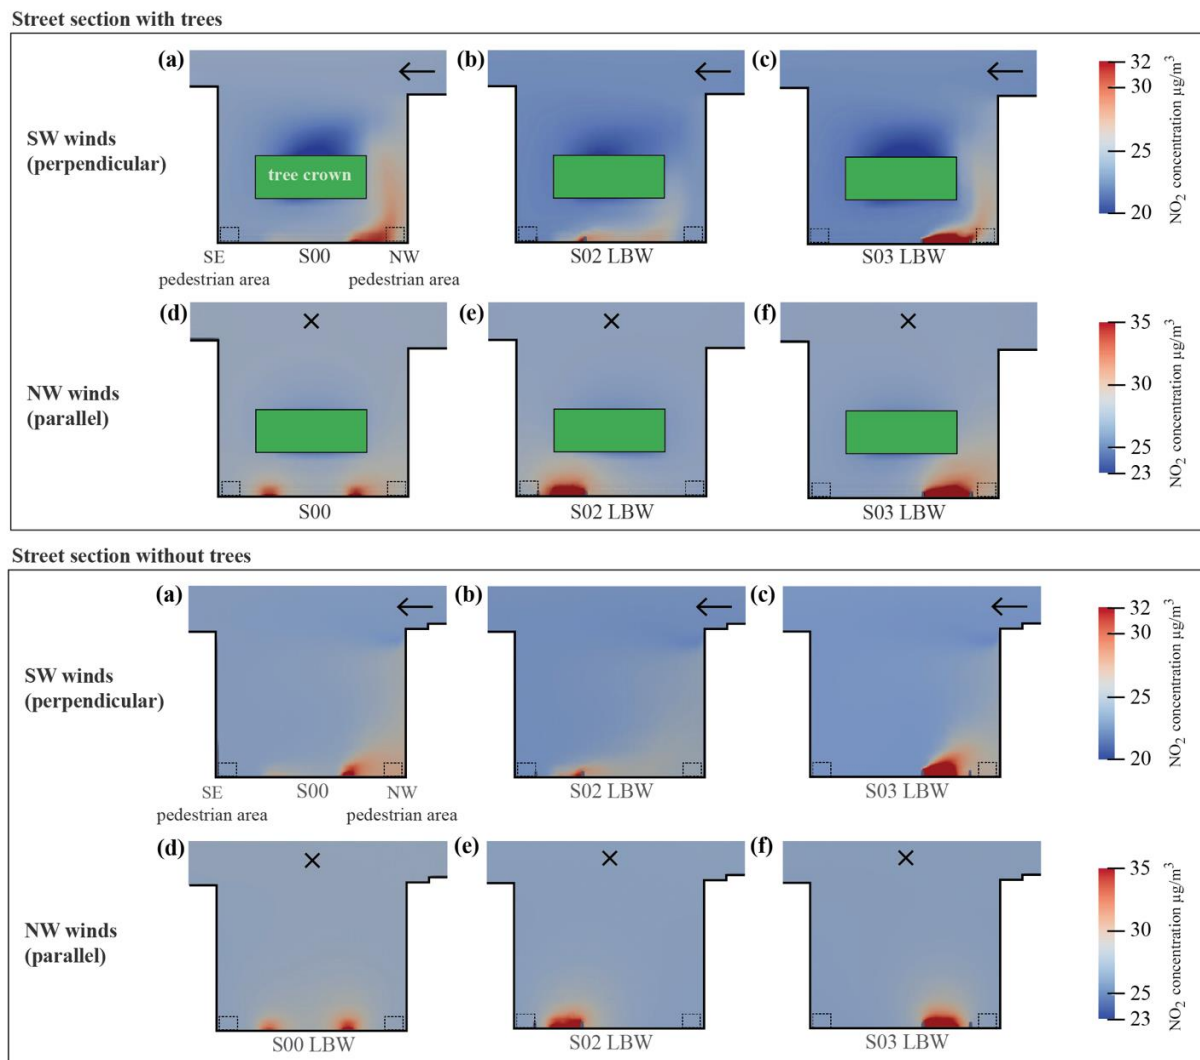 Street section with trees
(a)
(b)
(c)
SW winds
(perpendicular)
tree crown
S00
S02 LBW
S03 LBW
SE
pedestrian area
NW
pedestrian area
32
30
25
20
NO₂ concentration μg/m³
(d)
(e)
(f)
NW winds
(parallel)
S00
S02 LBW
S03 LBW
35
30
25
23
NO₂ concentration μg/m³
Street section without trees
(a)
(b)
(c)
SW winds
(perpendicular)
S00
S02 LBW
S03 LBW
SE
pedestrian area
NW
pedestrian area
32
30
25
20
NO₂ concentration μg/m³
(d)
(e)
(f)
NW winds
(parallel)
S00 LBW
S02 LBW
S03 LBW
35
30
25
23
NO₂ concentration μg/m³